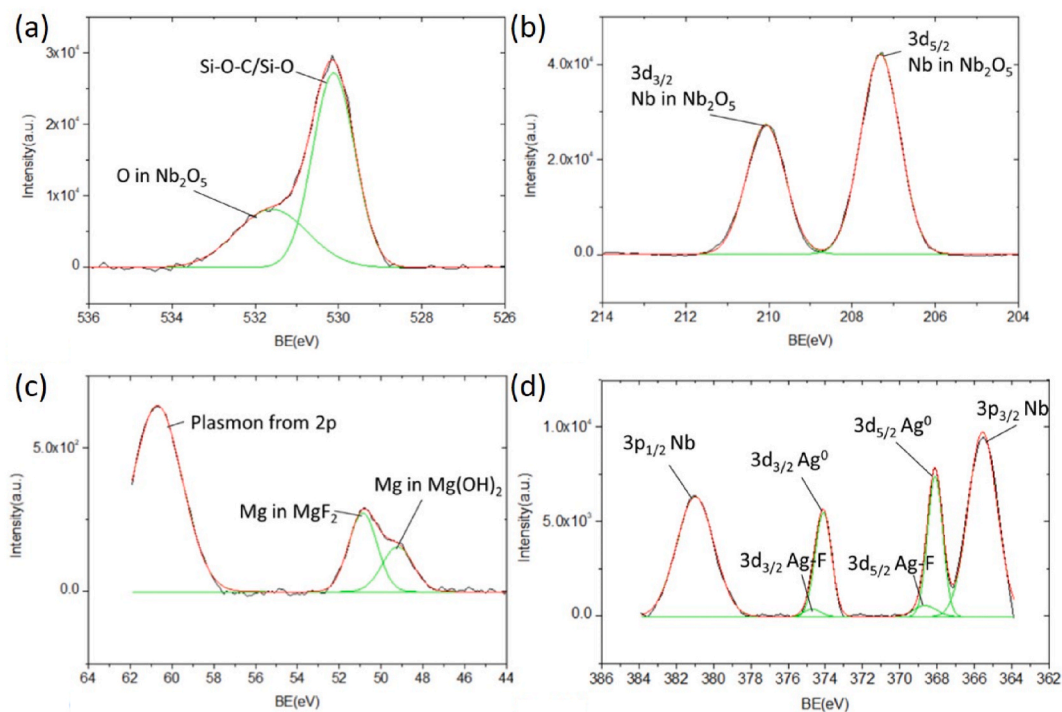 (a)
3x10⁴
2x10⁴
1x10⁴
0
Intensity(a.u.)
Si-O-C/Si-O
O in Nb₂O₅
536 534 532 530 528 526
BE(eV)
(b)
4.0x10⁴
2.0x10⁴
0.0
Intensity(a.u.)
3d₃/₂
Nb in Nb₂O₅
3d₅/₂
Nb in Nb₂O₅
214 212 210 208 206 204
BE(eV)
(c)
5.0x10²
0.0
Intensity(a.u.)
Plasmon from 2p
Mg in MgF₂
Mg in Mg(OH)₂
64 62 60 58 56 54 52 50 48 46 44
BE(eV)
(d)
1.0x10⁴
5.0x10³
0.0
Intensity(a.u.)
3p₁/₂ Nb
3d₃/₂ Ag⁰
3d₅/₂ Ag⁰
3p₃/₂ Nb
3d₃/₂ Ag-F
3d₅/₂ Ag-F
386 384 382 380 378 376 374 372 370 368 366 364 362
BE(eV)